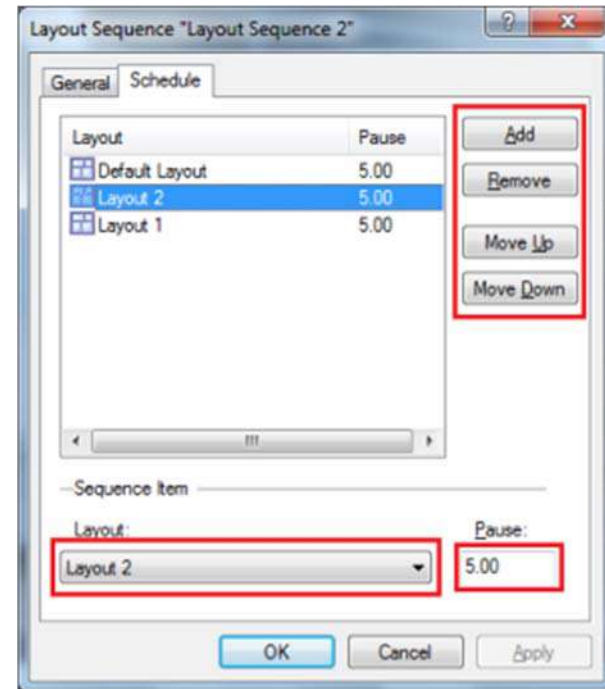 Layout Sequence "Layout Sequence 2"
General Schedule
Layout Pause
Default Layout 5.00
Layout 2 5.00
Layout 1 5.00
Add
Remove
Move Up
Move Down
Sequence Item
Layout: Pause:
Layout 2 5.00
OK Cancel Apply